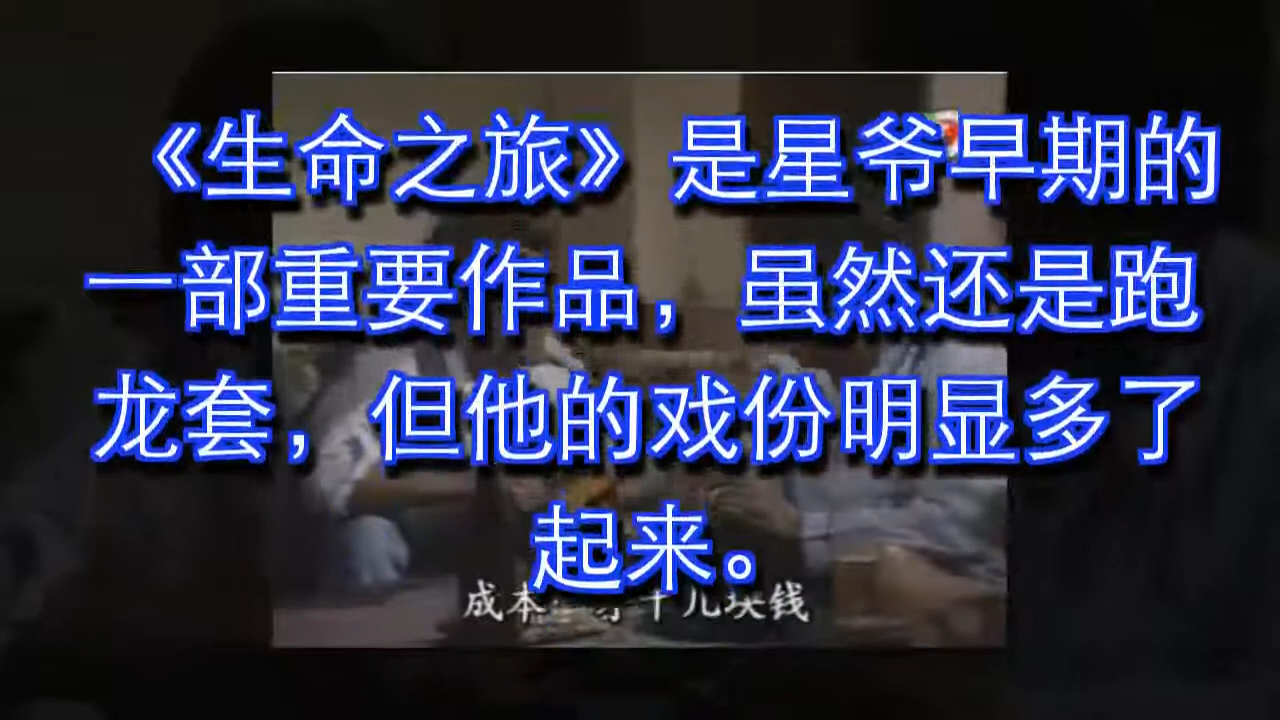 《生命之旅》是星爷早期的
一部重要作品，虽然还是跑
龙套，但他的戏份明显多了
起来。
成本 十几块钱